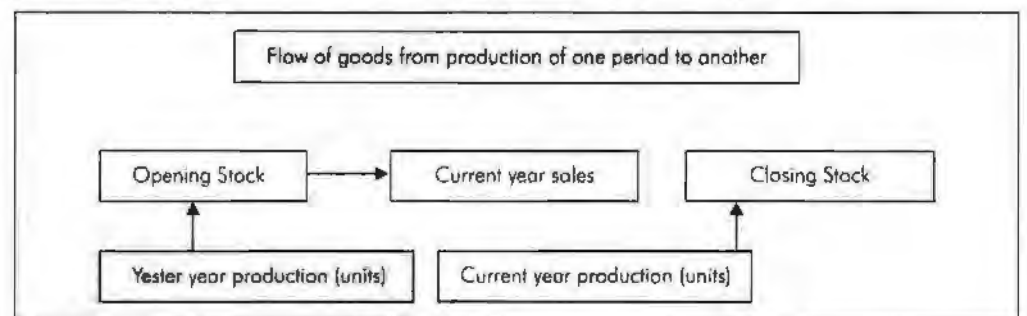 Flow of goods from production of one period to another
Opening Stock
Current year sales
Closing Stock
Yester year production (units)
Current year production (units)